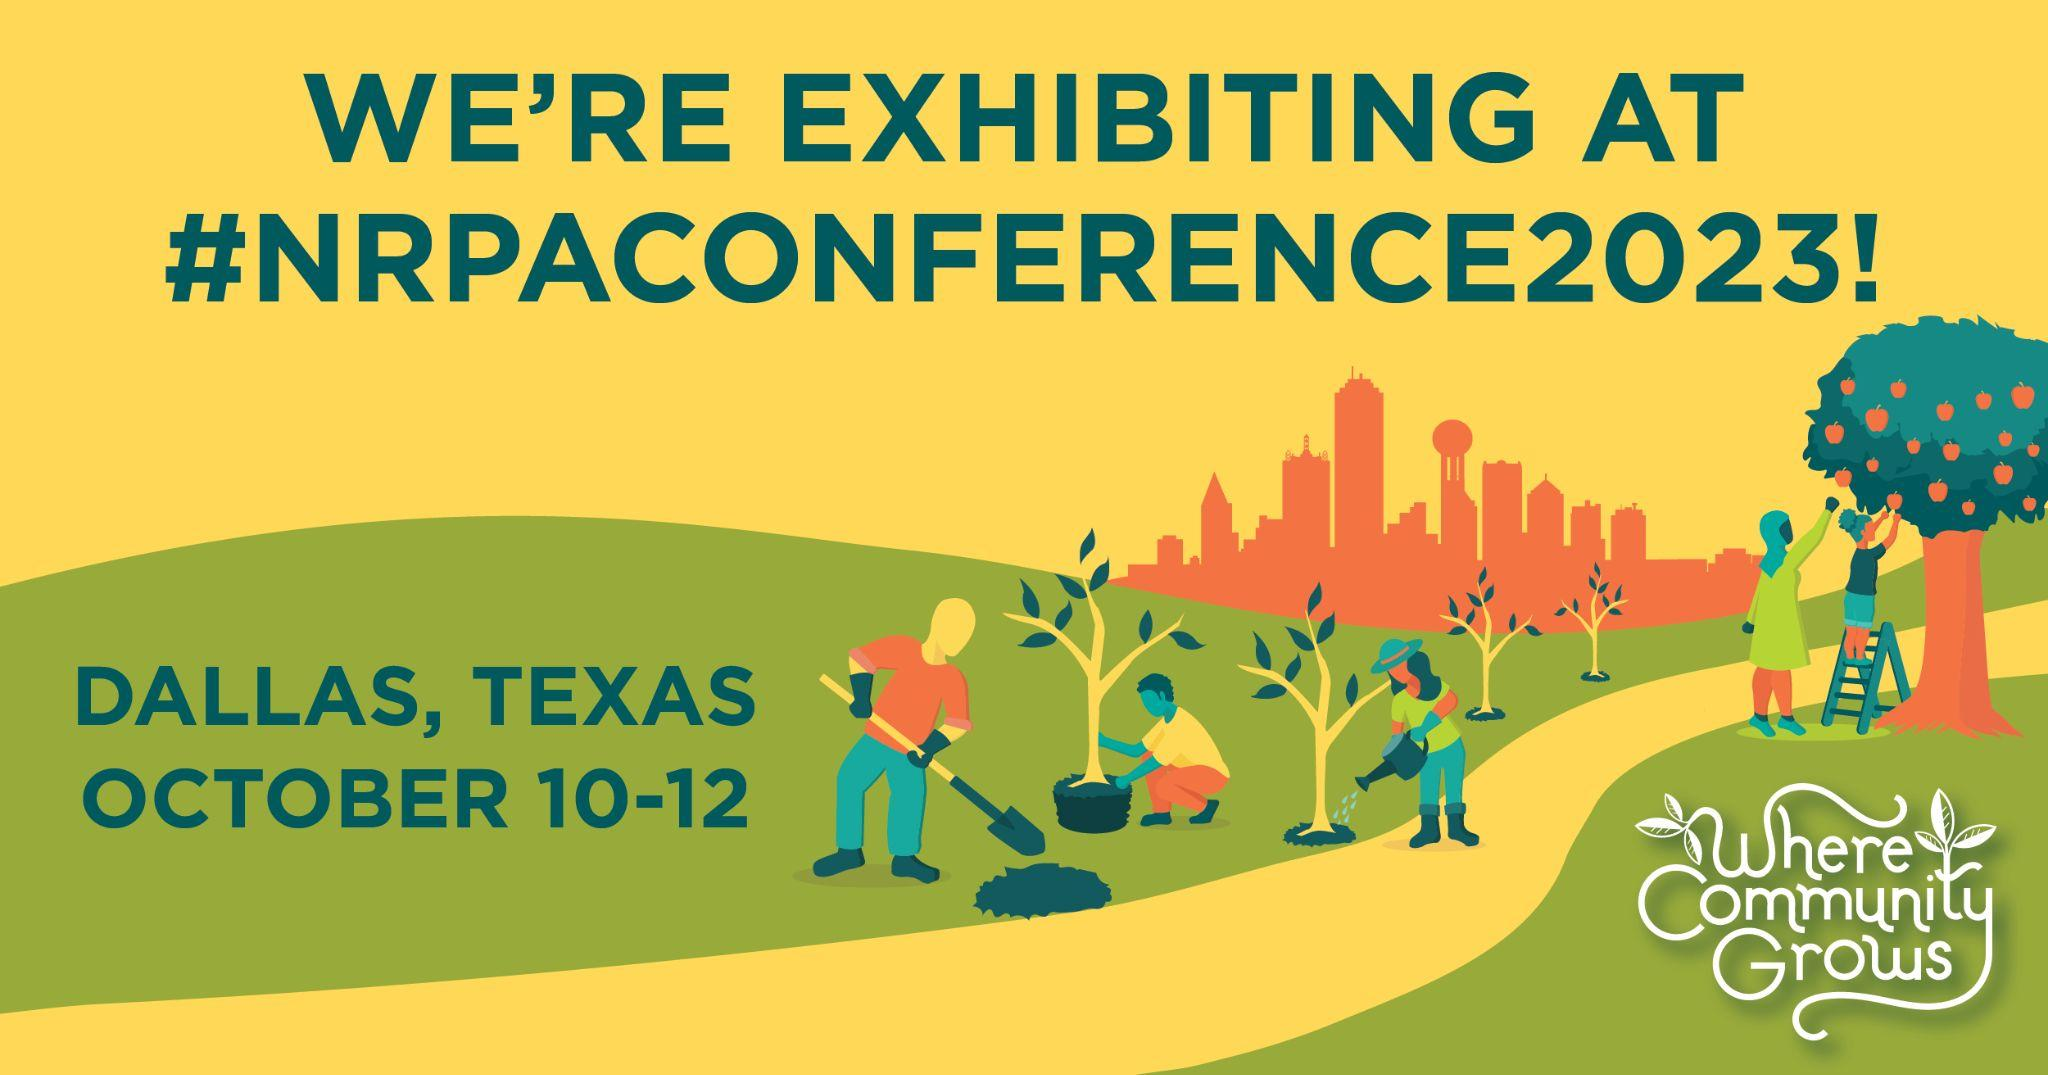 WE’RE EXHIBITING AT
#NRPACONFERENCE2023!
DALLAS, TEXAS
OCTOBER 10-12
Where
Community
Grows